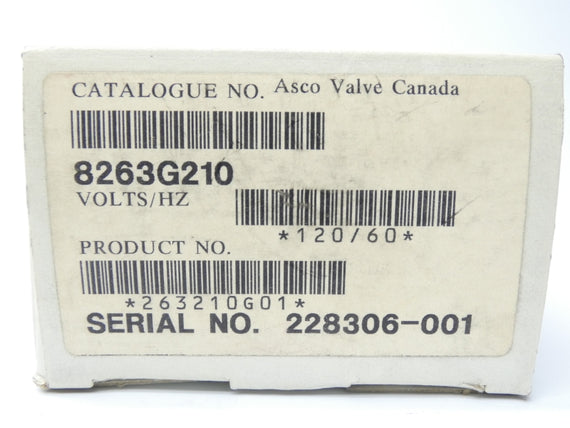 CATALOGUE NO. Asco Valve Canada
8263G210
VOLTS/HZ
*120/60*
PRODUCT NO.
*263210G01*
SERIAL NO. 228306-001